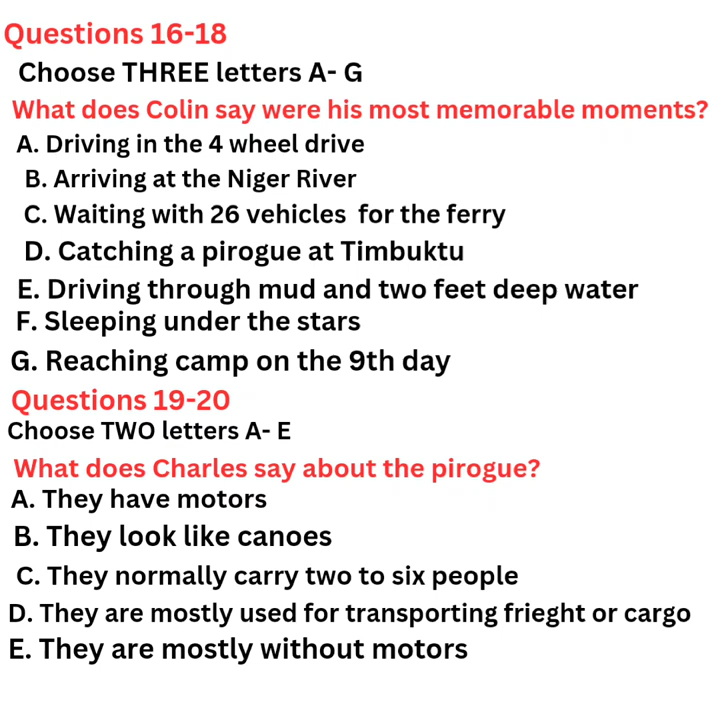 Questions 16-18
Choose THREE letters A- G
What does Colin say were his most memorable moments?
A. Driving in the 4 wheel drive
B. Arriving at the Niger River
C. Waiting with 26 vehicles for the ferry
D. Catching a pirogue at Timbuktu
E. Driving through mud and two feet deep water
F. Sleeping under the stars
G. Reaching camp on the 9th day
Questions 19-20
Choose TWO letters A- E
What does Charles say about the pirogue?
A. They have motors
B. They look like canoes
C. They normally carry two to six people
D. They are mostly used for transporting frieght or cargo
E. They are mostly without motors